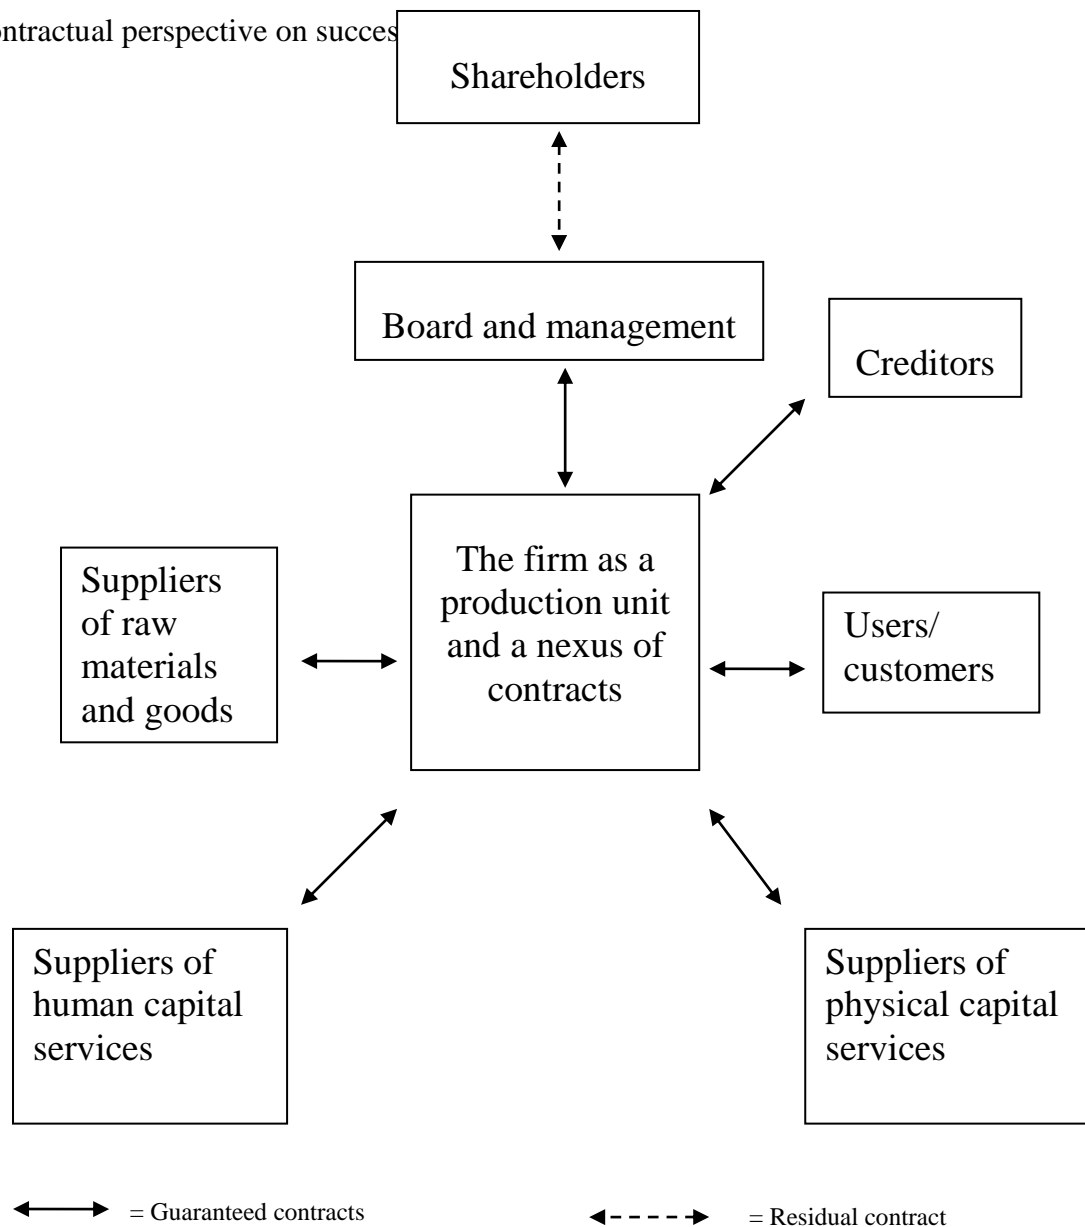 ontractual perspective on succes
Shareholders
Board and management
Creditors
The firm as a
production unit
and a nexus of
contracts
Suppliers
of raw
materials
and goods
Users/
customers
Suppliers of
human capital
services
Suppliers of
physical capital
services
= Guaranteed contracts
= Residual contract